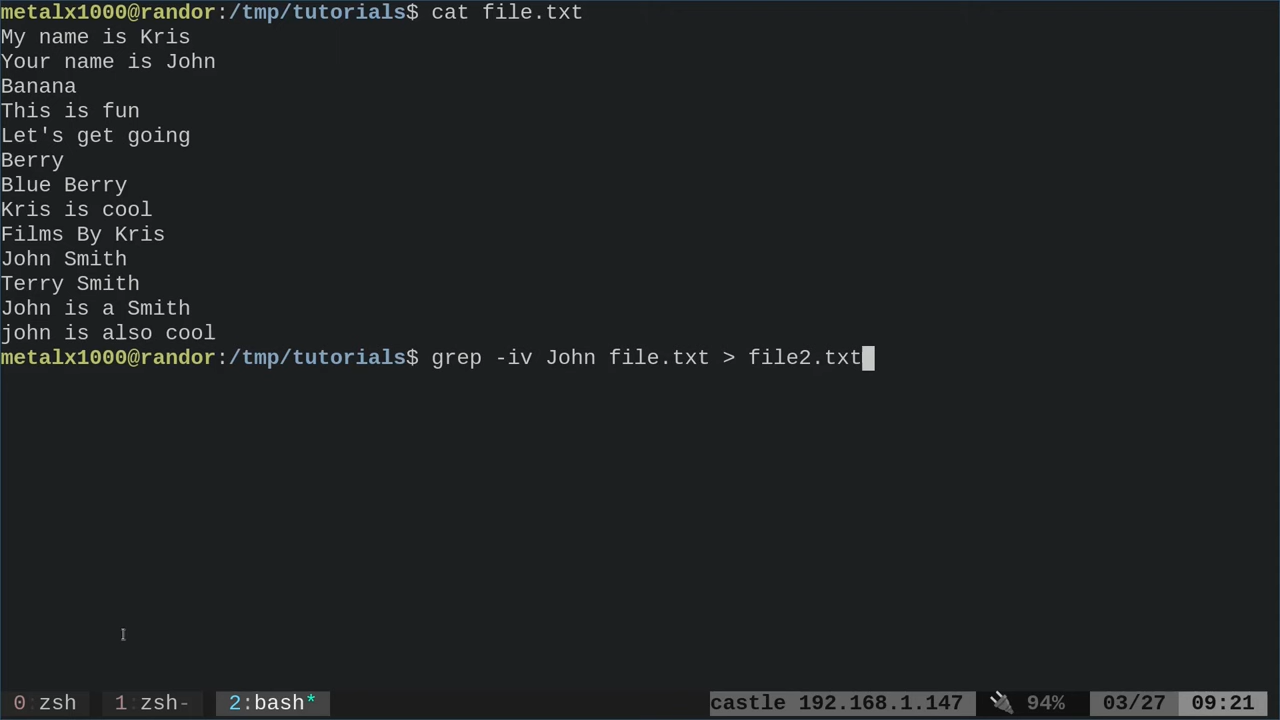 metalx1000@randor:/tmp/tutorials$ cat file.txt
My name is Kris
Your name is John
Banana
This is fun
Let's get going
Berry
Blue Berry
Kris is cool
Films By Kris
John Smith
Terry Smith
John is a Smith
john is also cool
metalx1000@randor:/tmp/tutorials$ grep -iv John file.txt > file2.txt
0 zsh 1 zsh- 2:bash* castle 192.168.1.147 94% 03/27 09:21